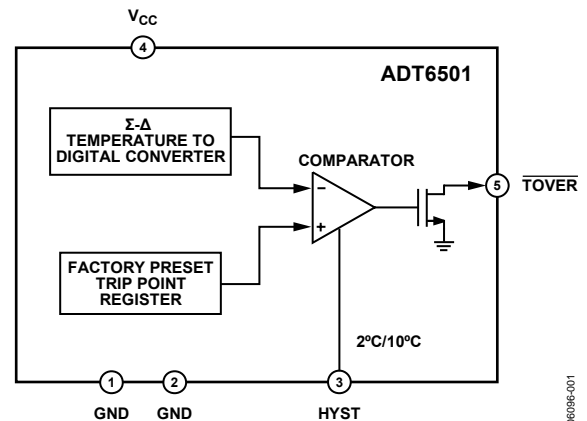 VCC
4
ADT6501
Σ-Δ
TEMPERATURE TO
DIGITAL CONVERTER
COMPARATOR
−
+
5
TOVER
FACTORY PRESET
TRIP POINT
REGISTER
2ºC/10ºC
1
2
3
GND
GND
HYST
06096-001